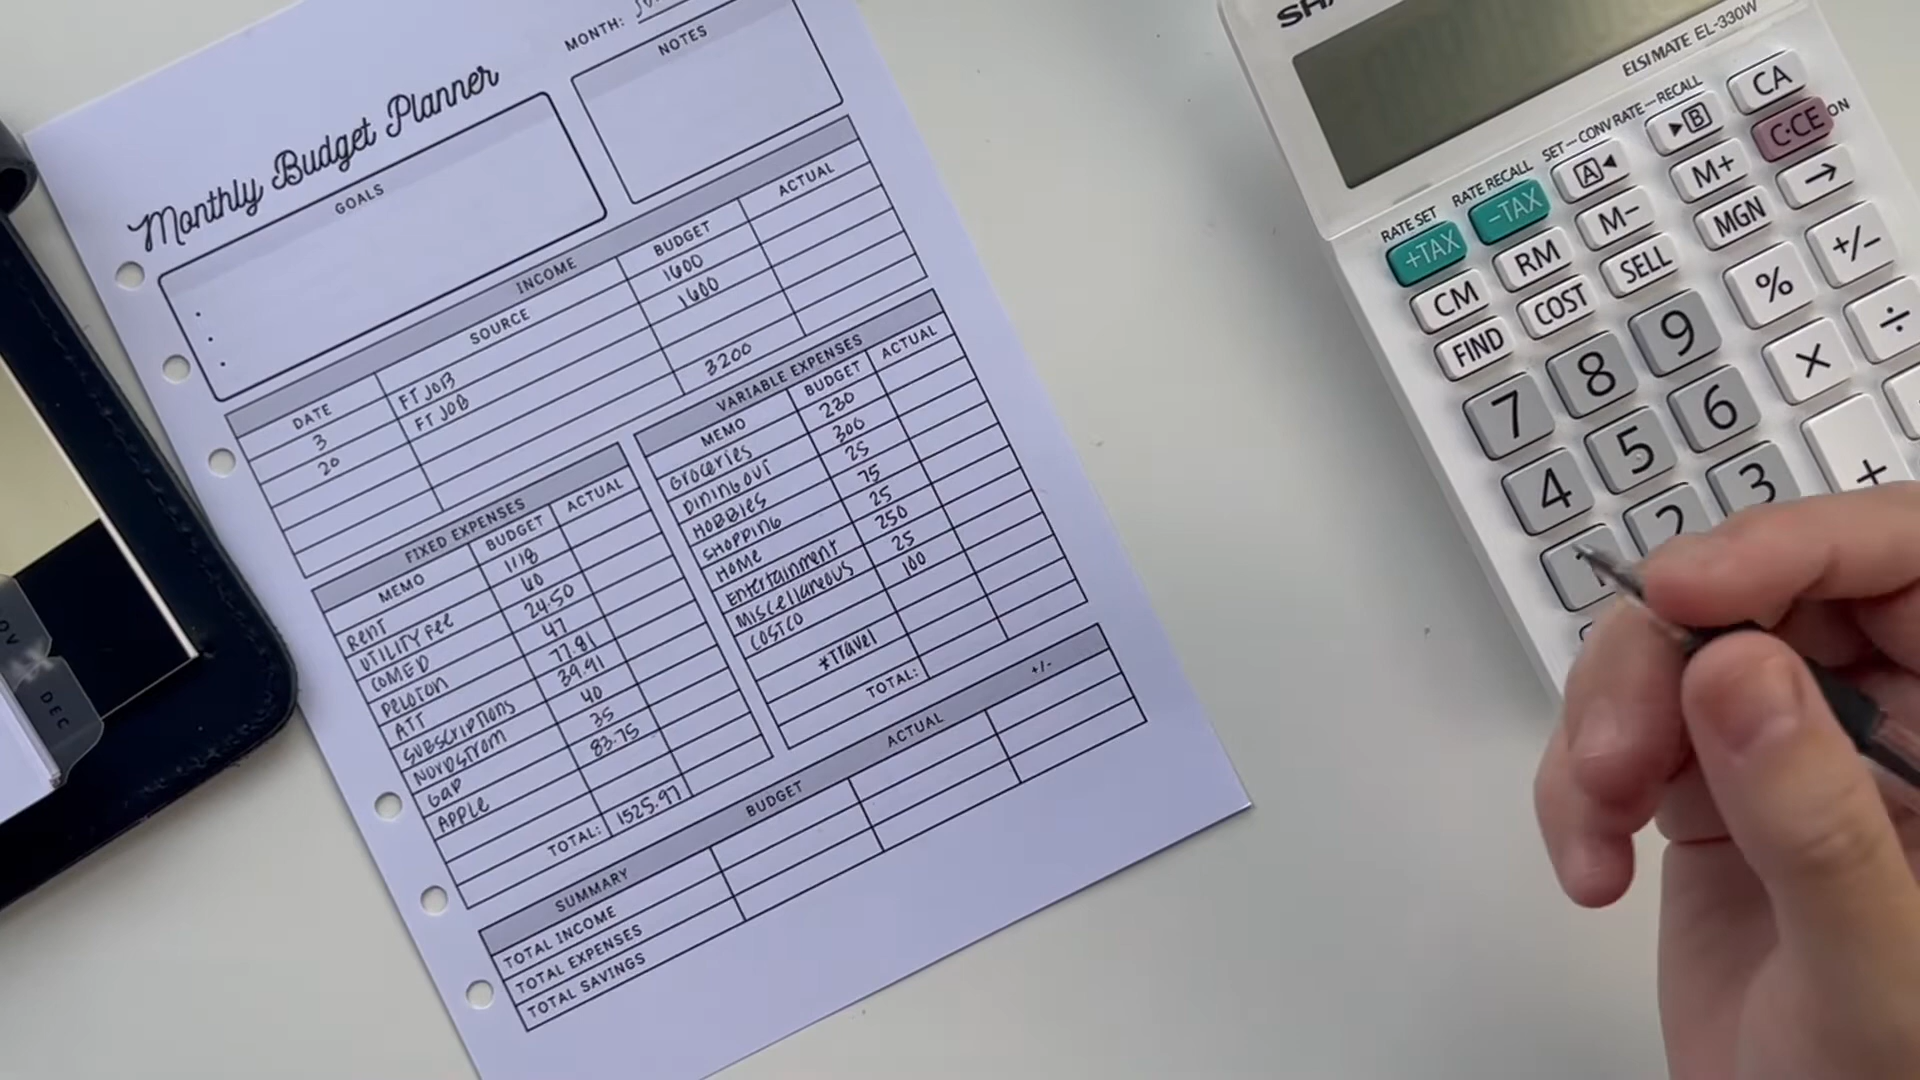 MONTH:
Monthly Budget Planner
GOALS
NOTES
INCOME
DATE SOURCE BUDGET ACTUAL
3 FT JOB 1600
20 FT JOB 1600
3200
FIXED EXPENSES
MEMO BUDGET ACTUAL
RENT 1118
UTILITY FEE 60
COMED 24.50
PELOTON 47
ATT 77.81
SUBSCRIPTIONS 39.91
NORDSTROM 40
GAP 35
APPLE 83.75
TOTAL: 1525.97
VARIABLE EXPENSES
MEMO BUDGET ACTUAL
Groceries 230
DINING OUT 300
HOBBIES 25
SHOPPING 75
HOME 25
Entertainment 250
Miscellaneous 25
COSTCO 100
*Travel
TOTAL:
SUMMARY BUDGET ACTUAL +/-
TOTAL INCOME
TOTAL EXPENSES
TOTAL SAVINGS
DEC
ELSI MATE EL-330W
RATE SET RATE RECALL SET — CONV RATE — RECALL
+TAX -TAX A◀ ▶B CA
CM RM M- M+ C·CE ON
FIND COST SELL MGN →
7 8 9 % +/-
4 5 6 × ÷
2 3 +